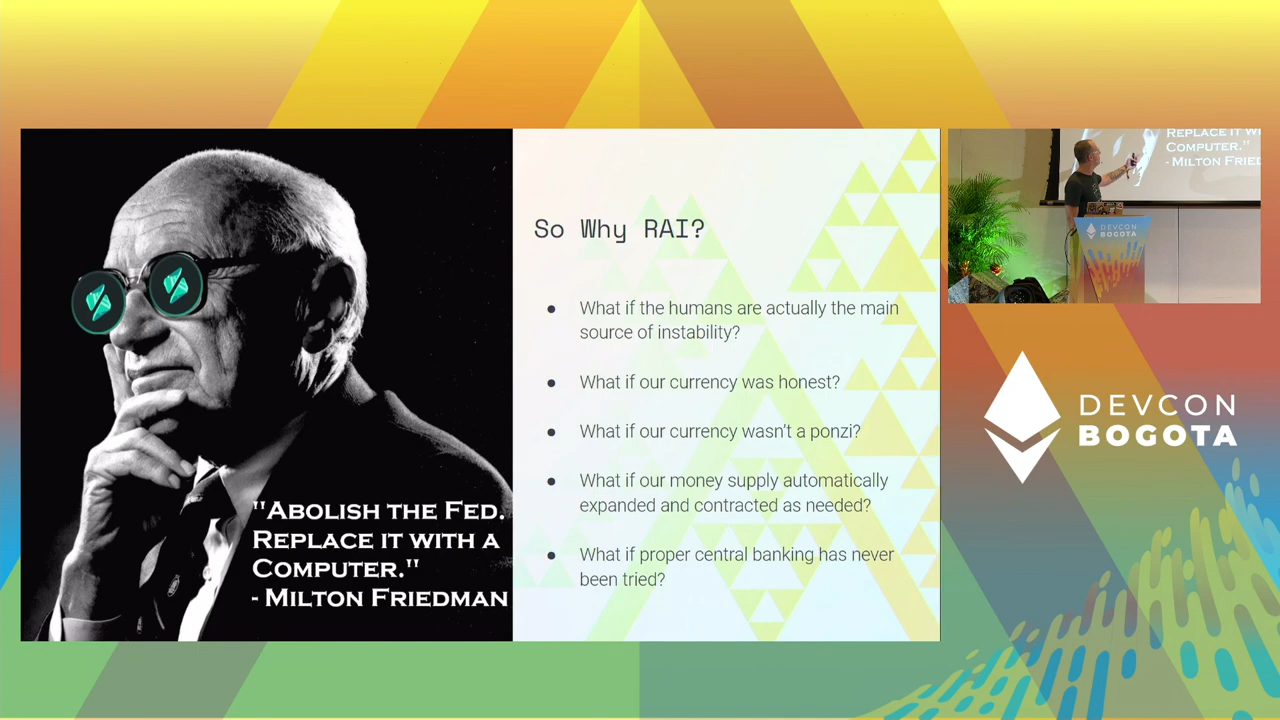 "Abolish the Fed.
Replace it with a
Computer."
- Milton Friedman
So Why RAI?
● What if the humans are actually the main
source of instability?
● What if our currency was honest?
● What if our currency wasn't a ponzi?
● What if our money supply automatically
expanded and contracted as needed?
● What if proper central banking has never
been tried?
Replace it w
Computer."
- Milton Fried
DEVCON
BOGOTA
DEVCON
BOGOTA